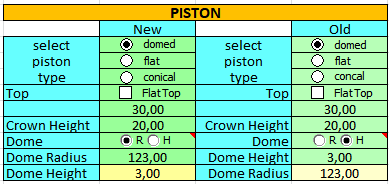 PISTON
New Old
select domed select domed
piston flat piston flat
type conical type concal
Top Flat Top Top Flat Top
30,00 30,00
Crown Height 20,00 Crown Height 20,00
Dome R H Dome R H
Dome Radius 123,00 Dome Height 3,00
Dome Height 3,00 Dome Radius 123,00